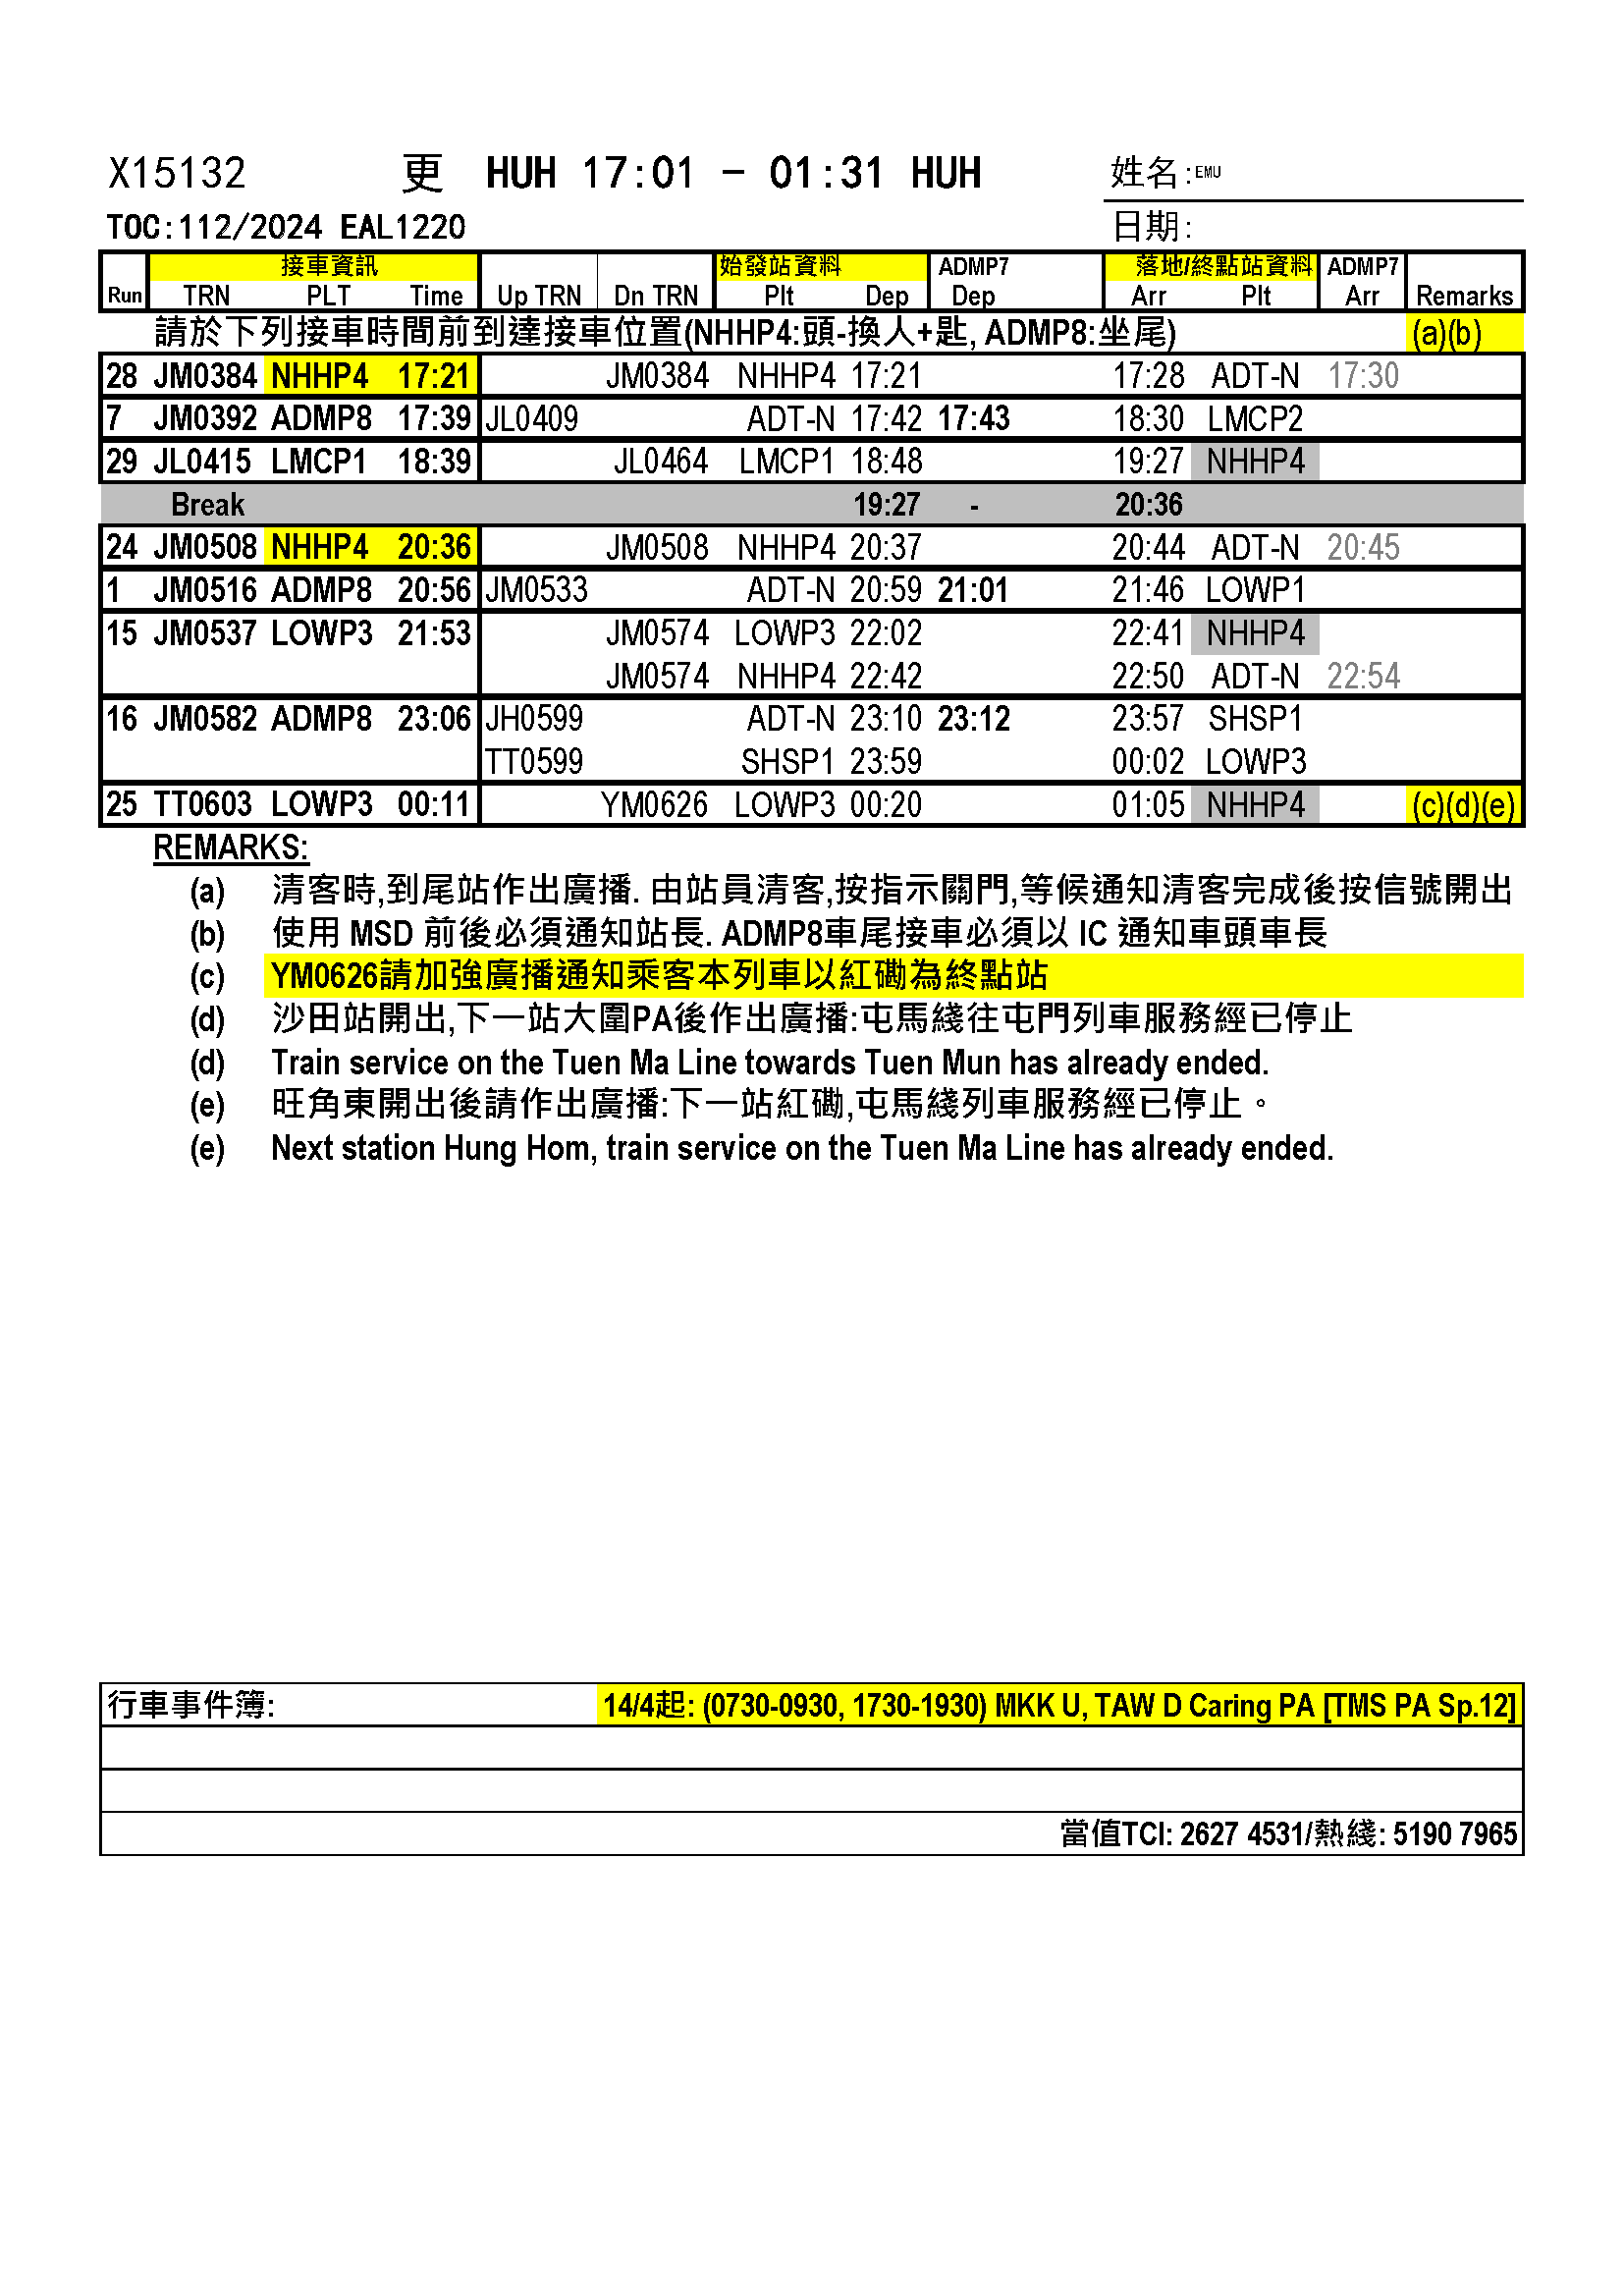 X15132 更 HUH 17:01 - 01:31 HUH 姓名:EMU
TOC:112/2024 EAL1220 日期:
接車資訊 始發站資料 ADMP7 落地/終點站資料 ADMP7
Run TRN PLT Time Up TRN Dn TRN Plt Dep Dep Arr Plt Arr Remarks
請於下列接車時間前到達接車位置(NHHP4:頭-換人+匙, ADMP8:坐尾) (a)(b)
28 JM0384 NHHP4 17:21 JM0384 NHHP4 17:21 17:28 ADT-N 17:30
7 JM0392 ADMP8 17:39 JL0409 ADT-N 17:42 17:43 18:30 LMCP2
29 JL0415 LMCP1 18:39 JL0464 LMCP1 18:48 19:27 NHHP4
Break 19:27 - 20:36
24 JM0508 NHHP4 20:36 JM0508 NHHP4 20:37 20:44 ADT-N 20:45
1 JM0516 ADMP8 20:56 JM0533 ADT-N 20:59 21:01 21:46 LOWP1
15 JM0537 LOWP3 21:53 JM0574 LOWP3 22:02 22:41 NHHP4
JM0574 NHHP4 22:42 22:50 ADT-N 22:54
16 JM0582 ADMP8 23:06 JH0599 ADT-N 23:10 23:12 23:57 SHSP1
TT0599 SHSP1 23:59 00:02 LOWP3
25 TT0603 LOWP3 00:11 YM0626 LOWP3 00:20 01:05 NHHP4 (c)(d)(e)
REMARKS:
(a) 清客時,到尾站作出廣播. 由站員清客,按指示關門,等候通知清客完成後按信號開出
(b) 使用 MSD 前後必須通知站長. ADMP8車尾接車必須以 IC 通知車頭車長
(c) YM0626請加強廣播通知乘客本列車以紅磡為終點站
(d) 沙田站開出,下一站大圍PA後作出廣播:屯馬綫往屯門列車服務經已停止
(d) Train service on the Tuen Ma Line towards Tuen Mun has already ended.
(e) 旺角東開出後請作出廣播:下一站紅磡,屯馬綫列車服務經已停止。
(e) Next station Hung Hom, train service on the Tuen Ma Line has already ended.
行車事件簿: 14/4起: (0730-0930, 1730-1930) MKK U, TAW D Caring PA [TMS PA Sp.12]
當值TCI: 2627 4531/熱綫: 5190 7965